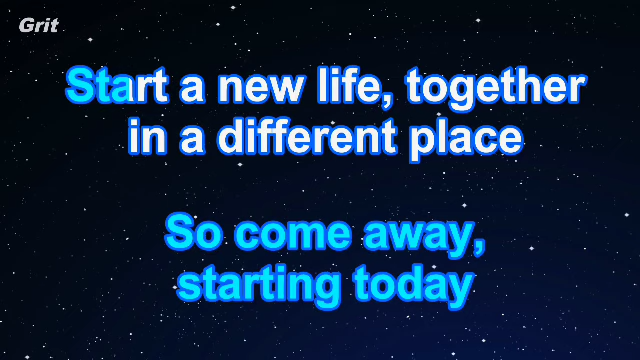 Grit
Start a new life, together
in a different place
So come away,
starting today